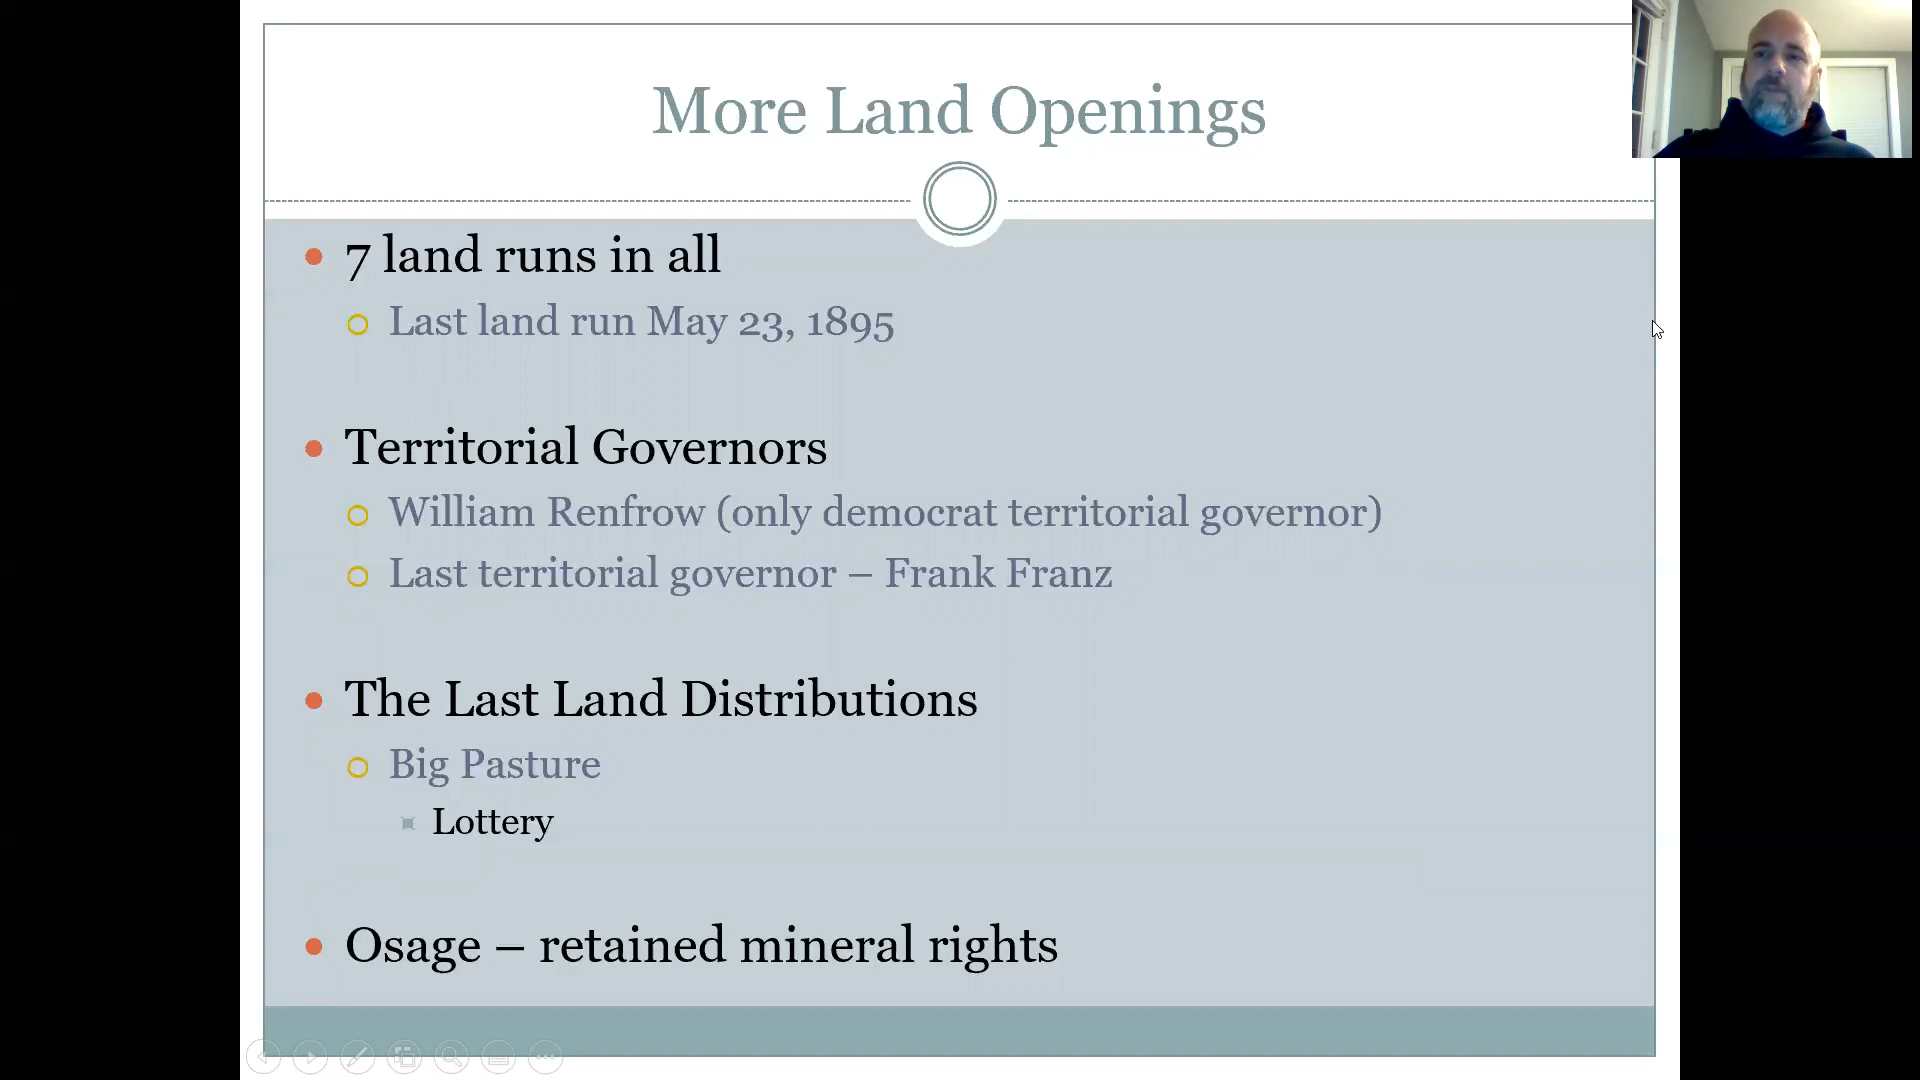 More Land Openings
7 land runs in all
Last land run May 23, 1895
Territorial Governors
William Renfrow (only democrat territorial governor)
Last territorial governor – Frank Franz
The Last Land Distributions
Big Pasture
Lottery
Osage – retained mineral rights